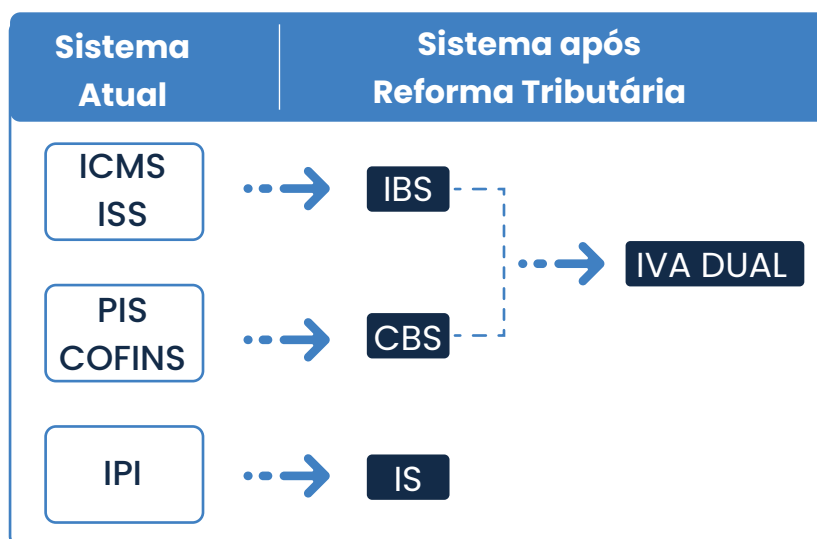 Sistema
Atual
Sistema após
Reforma Tributária
ICMS
ISS
IBS
IVA DUAL
PIS
COFINS
CBS
IPI
IS